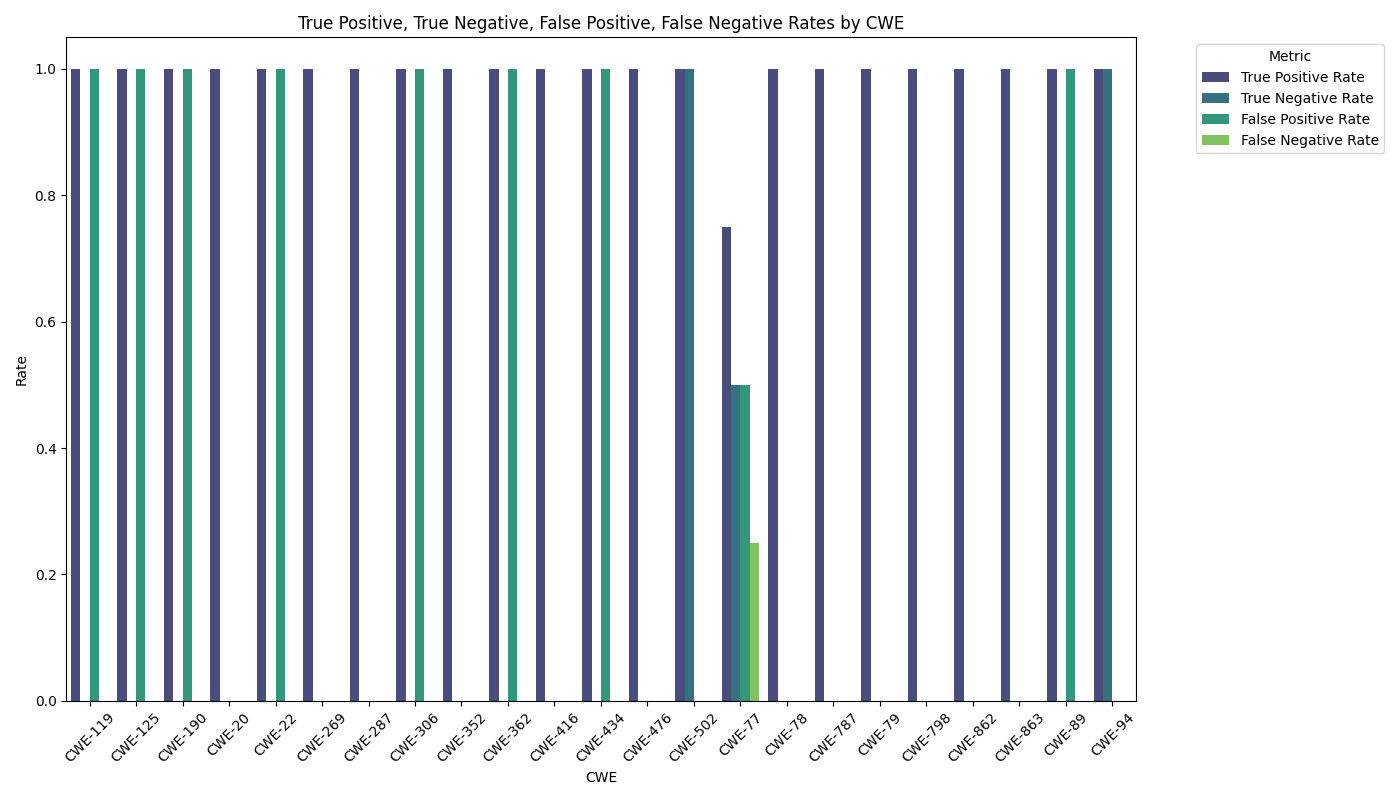 True Positive, True Negative, False Positive, False Negative Rates by CWE
Metric
True Positive Rate
True Negative Rate
False Positive Rate
False Negative Rate
1.0
0.8
0.6
0.4
0.2
0.0
Rate
CWE-119
CWE-125
CWE-190
CWE-20
CWE-22
CWE-269
CWE-287
CWE-306
CWE-352
CWE-362
CWE-416
CWE-434
CWE-476
CWE-502
CWE-77
CWE-78
CWE-787
CWE-79
CWE-798
CWE-862
CWE-863
CWE-89
CWE-94
CWE